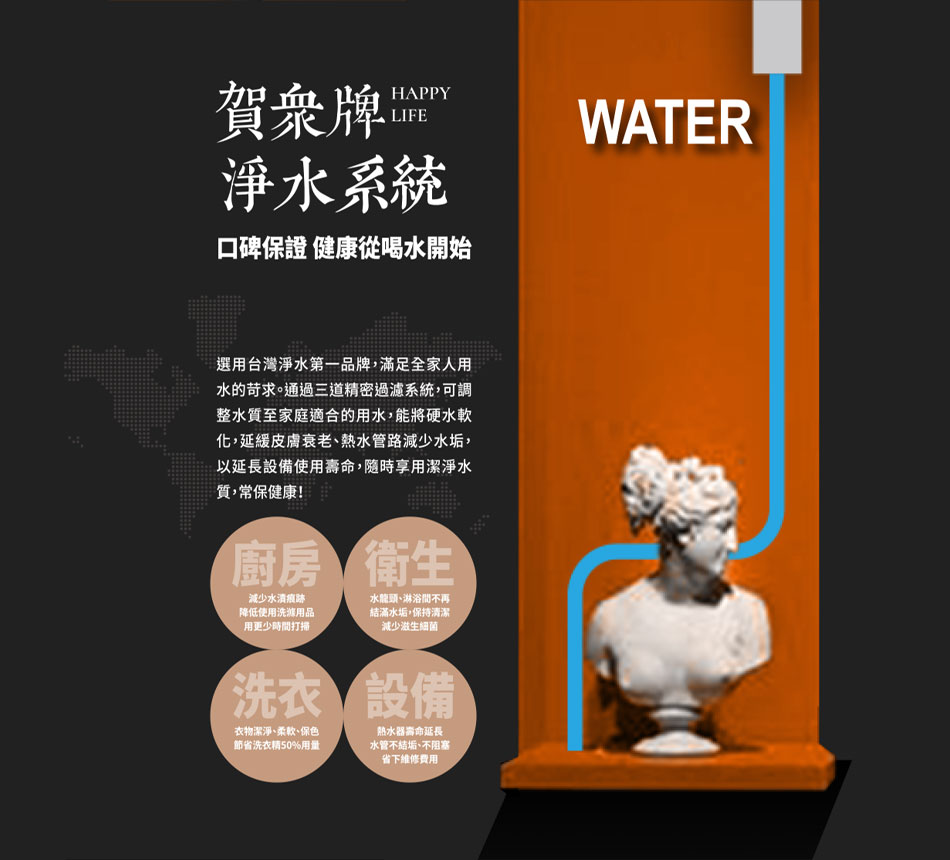 賀衆牌 HAPPY LIFE
淨水系統
口碑保證 健康從喝水開始
WATER
選用台灣淨水第一品牌，滿足全家人用
水的苛求。通過三道精密過濾系統，可調
整水質至家庭適合的用水，能將硬水軟
化，延緩皮膚衰老、熱水管路減少水垢，
以延長設備使用壽命，隨時享用潔淨水
質，常保健康！
廚房
減少水漬痕跡
降低使用洗滌用品
用更少時間打掃
衛生
水龍頭、淋浴間不再
結滿水垢，保持清潔
減少滋生細菌
洗衣
衣物潔淨、柔軟、保色
節省洗衣精50%用量
設備
熱水器壽命延長
水管不結垢、不阻塞
省下維修費用